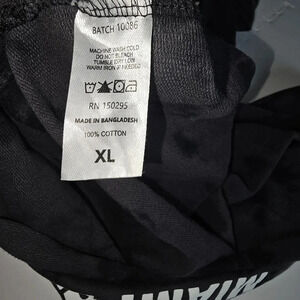 BATCH 10086
MACHINE WASH COLD
DO NOT BLEACH
TUMBLE DRY LOW
WARM IRON IF NEEDED
RN 150295
MADE IN BANGLADESH
100% COTTON
XL
MIAMI